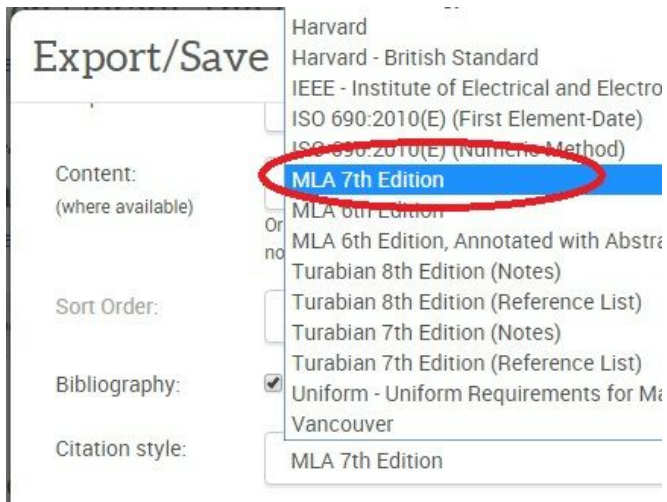 Export/Save
Harvard
Harvard - British Standard
IEEE - Institute of Electrical and Electro
ISO 690:2010(E) (First Element-Date)
ISO 690:2010(E) (Numeric Method)
MLA 7th Edition
MLA 6th Edition
MLA 6th Edition, Annotated with Abstra
Turabian 8th Edition (Notes)
Turabian 8th Edition (Reference List)
Turabian 7th Edition (Notes)
Turabian 7th Edition (Reference List)
Uniform - Uniform Requirements for Ma
Vancouver
Content:
(where available)
Or
no
Sort Order:
Bibliography:
Citation style:
MLA 7th Edition